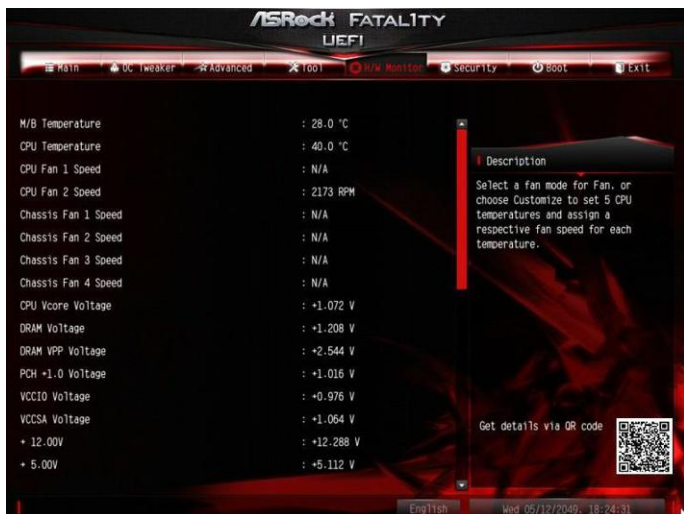 ASRock FATAL1TY
UEFI
Main OC Tweaker Advanced Tool H/W Monitor Security Boot Exit
M/B Temperature : 28.0 °C
CPU Temperature : 40.0 °C
CPU Fan 1 Speed : N/A
CPU Fan 2 Speed : 2173 RPM
Chassis Fan 1 Speed : N/A
Chassis Fan 2 Speed : N/A
Chassis Fan 3 Speed : N/A
Chassis Fan 4 Speed : N/A
CPU Vcore Voltage : +1.072 V
DRAM Voltage : +1.208 V
DRAM VPP Voltage : +2.544 V
PCH +1.0 Voltage : +1.016 V
VCCIO Voltage : +0.976 V
VCCSA Voltage : +1.064 V
+ 12.00V : +12.288 V
+ 5.00V : +5.112 V
Description
Select a fan mode for Fan, or
choose Customize to set 5 CPU
temperatures and assign a
respective fan speed for each
temperature.
Get details via QR code
English Wed 05/12/2049, 18:24:31